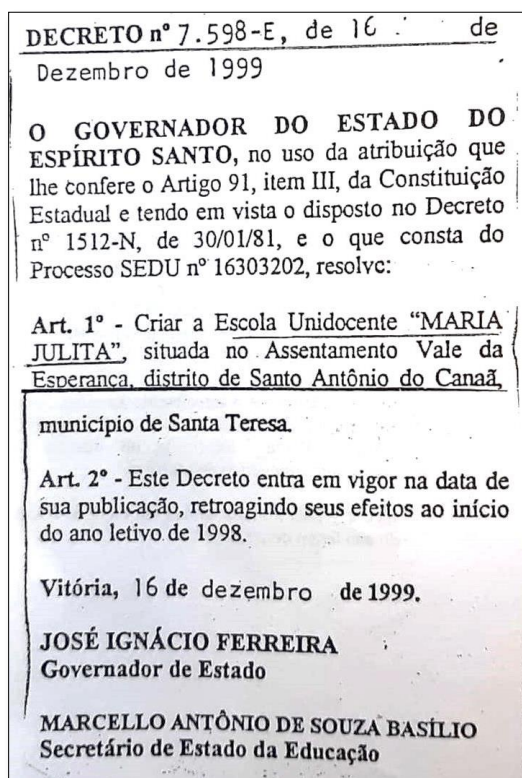 DECRETO nº 7.598-E, de 16 de
Dezembro de 1999
O GOVERNADOR DO ESTADO DO
ESPÍRITO SANTO, no uso da atribuição que
lhe confere o Artigo 91, item III, da Constituição
Estadual e tendo em vista o disposto no Decreto
nº 1512-N, de 30/01/81, e o que consta do
Processo SEDU nº 16303202, resolve:
Art. 1º - Criar a Escola Unidocente “MARIA
JULITA”, situada no Assentamento Vale da
Esperança, distrito de Santo Antônio do Canaã,
município de Santa Teresa.
Art. 2º - Este Decreto entra em vigor na data de
sua publicação, retroagindo seus efeitos ao início
do ano letivo de 1998.
Vitória, 16 de dezembro de 1999.
JOSÉ IGNÁCIO FERREIRA
Governador de Estado
MARCELLO ANTÔNIO DE SOUZA BASÍLIO
Secretário de Estado da Educação